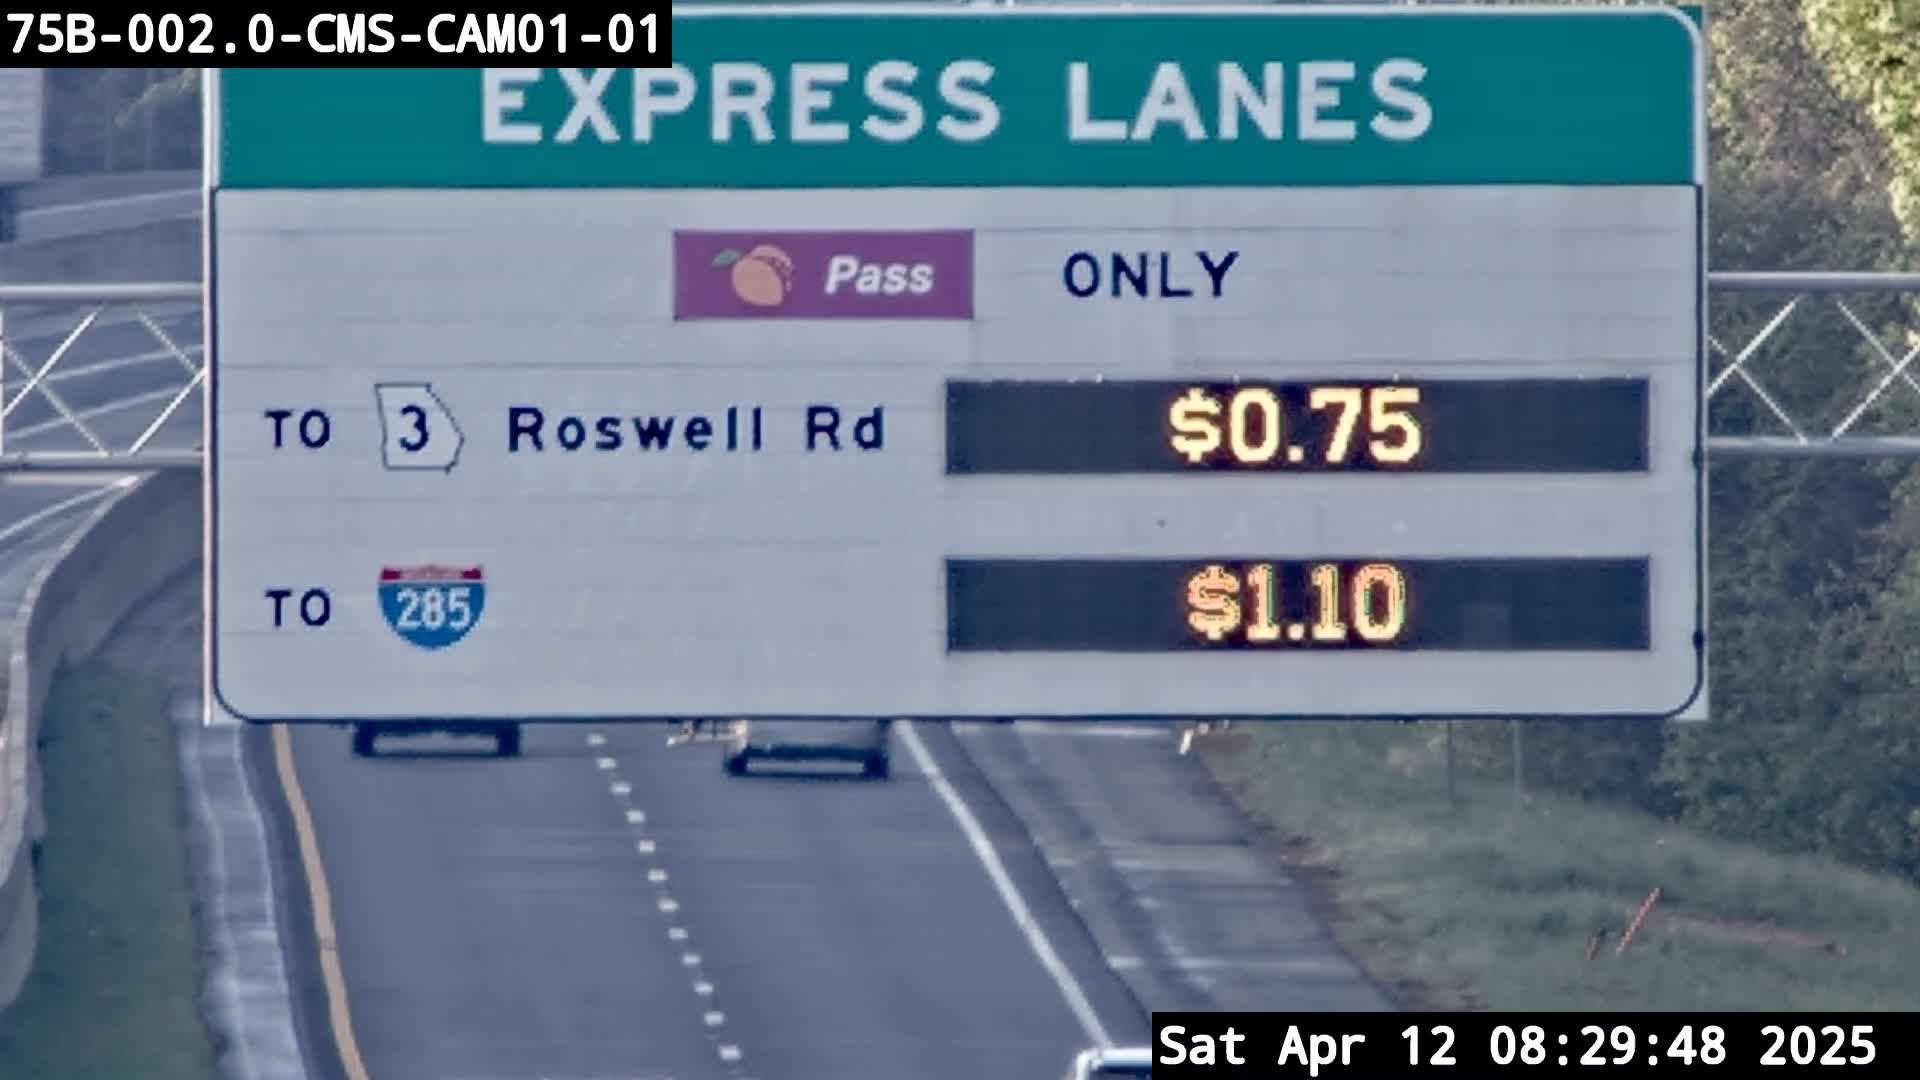 75B-002.0-CMS-CAM01-01
EXPRESS LANES
Pass ONLY
TO 3 Roswell Rd $0.75
TO 285 $1.10
Sat Apr 12 08:29:48 2025